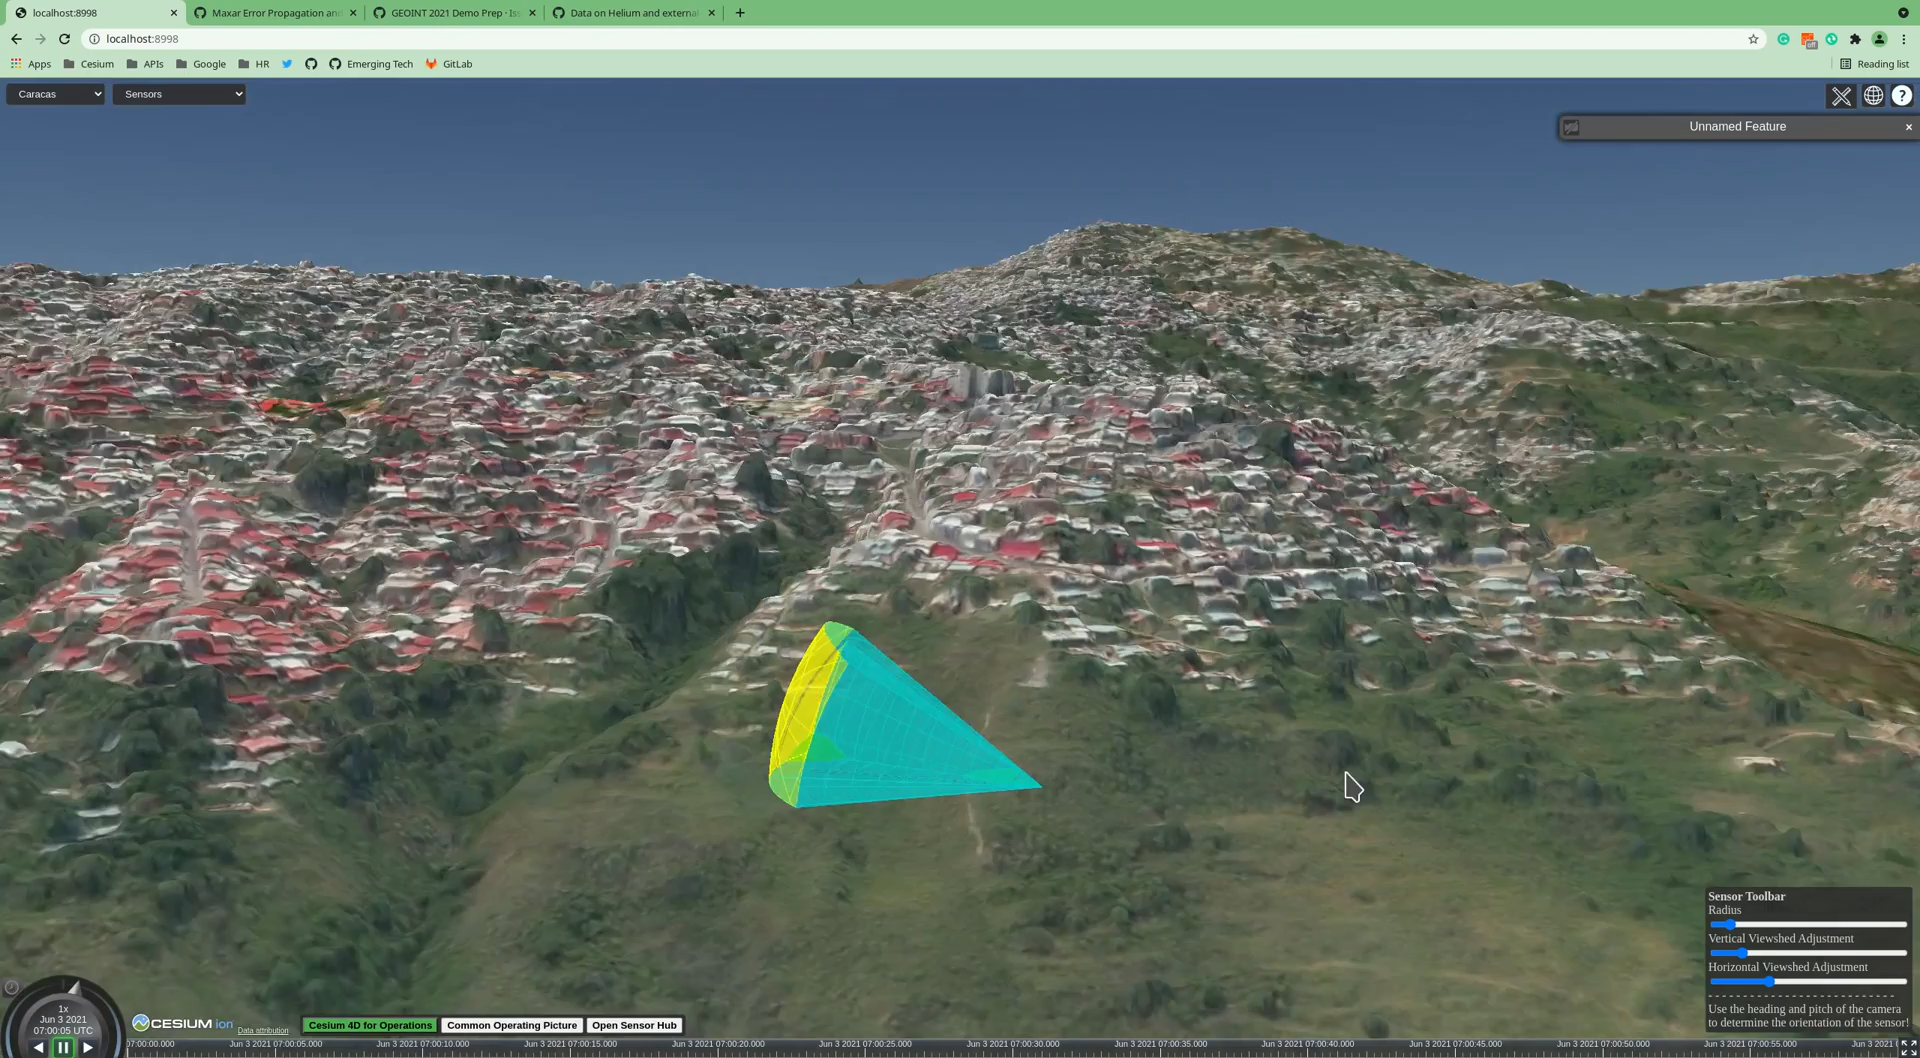 localhost:8998
Maxar Error Propagation and
GEOINT 2021 Demo Prep · Iss
Data on Helium and external
localhost:8998
Apps
Cesium
APIs
Google
HR
Emerging Tech
GitLab
Reading list
Caracas
Sensors
?
Unnamed Feature
×
Sensor Toolbar
Radius
Vertical Viewshed Adjustment
Horizontal Viewshed Adjustment
- - - - - - - - - - - - - - - - - - - - - - - - - -
Use the heading and pitch of the camera
to determine the orientation of the sensor!
1x
Jun 3 2021
07:00:05 UTC
CESIUM ion
Data attribution
Cesium 4D for Operations
Common Operating Picture
Open Sensor Hub
07:00:00.000
Jun 3 2021 07:00:05.000
Jun 3 2021 07:00:10.000
Jun 3 2021 07:00:15.000
Jun 3 2021 07:00:20.000
Jun 3 2021 07:00:25.000
Jun 3 2021 07:00:30.000
Jun 3 2021 07:00:35.000
Jun 3 2021 07:00:40.000
Jun 3 2021 07:00:45.000
Jun 3 2021 07:00:50.000
Jun 3 2021 07:00:55.000
Jun 3 2021